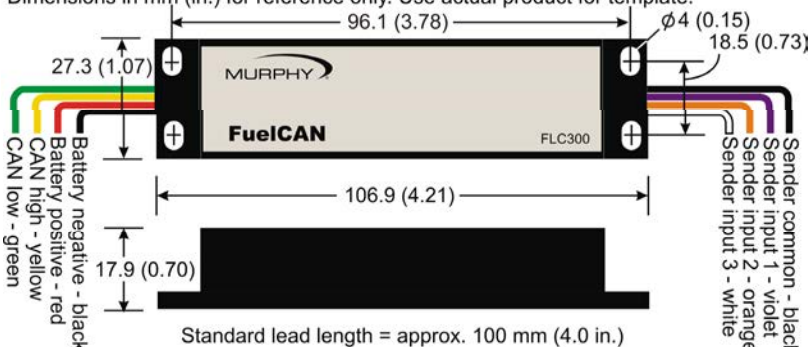 Dimensions in mm (in.) for reference only. Use actual product for template.
96.1 (3.78)
ϕ4 (0.15)
18.5 (0.73)
27.3 (1.07)
MURPHY
FuelCAN
FLC300
CAN low - green
CAN high - yellow
Battery positive - red
Battery negative - black
Sender common - black
Sender input 1 - violet
Sender input 2 - orange
Sender input 3 - white
106.9 (4.21)
17.9 (0.70)
Standard lead length = approx. 100 mm (4.0 in.)